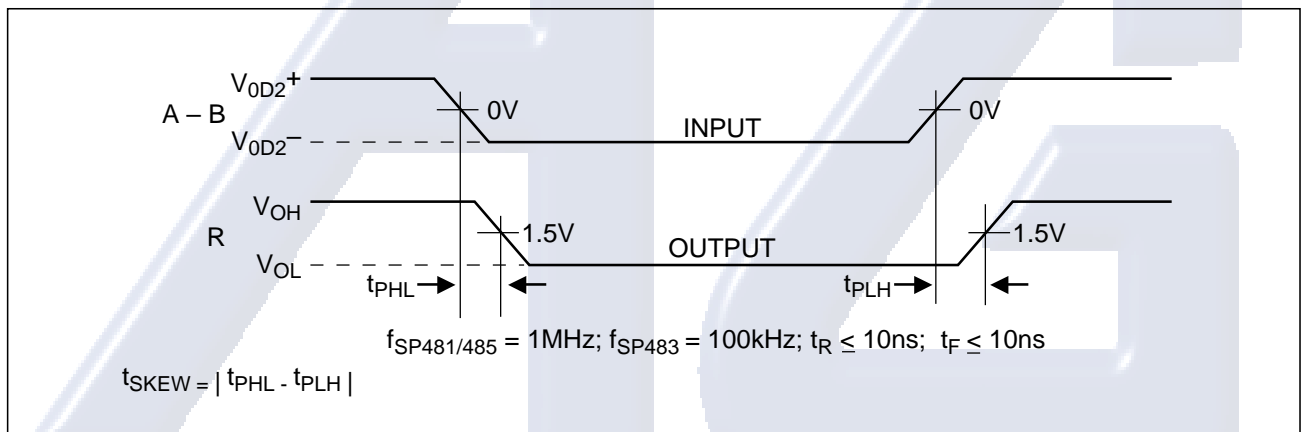 V0D2+
A – B
0V
0V
V0D2–
INPUT
VOH
R
1.5V
1.5V
VOL
OUTPUT
tPHL
tPLH
fSP481/485 = 1MHz; fSP483 = 100kHz; tR ≤ 10ns; tF ≤ 10ns
tSKEW = | tPHL - tPLH |